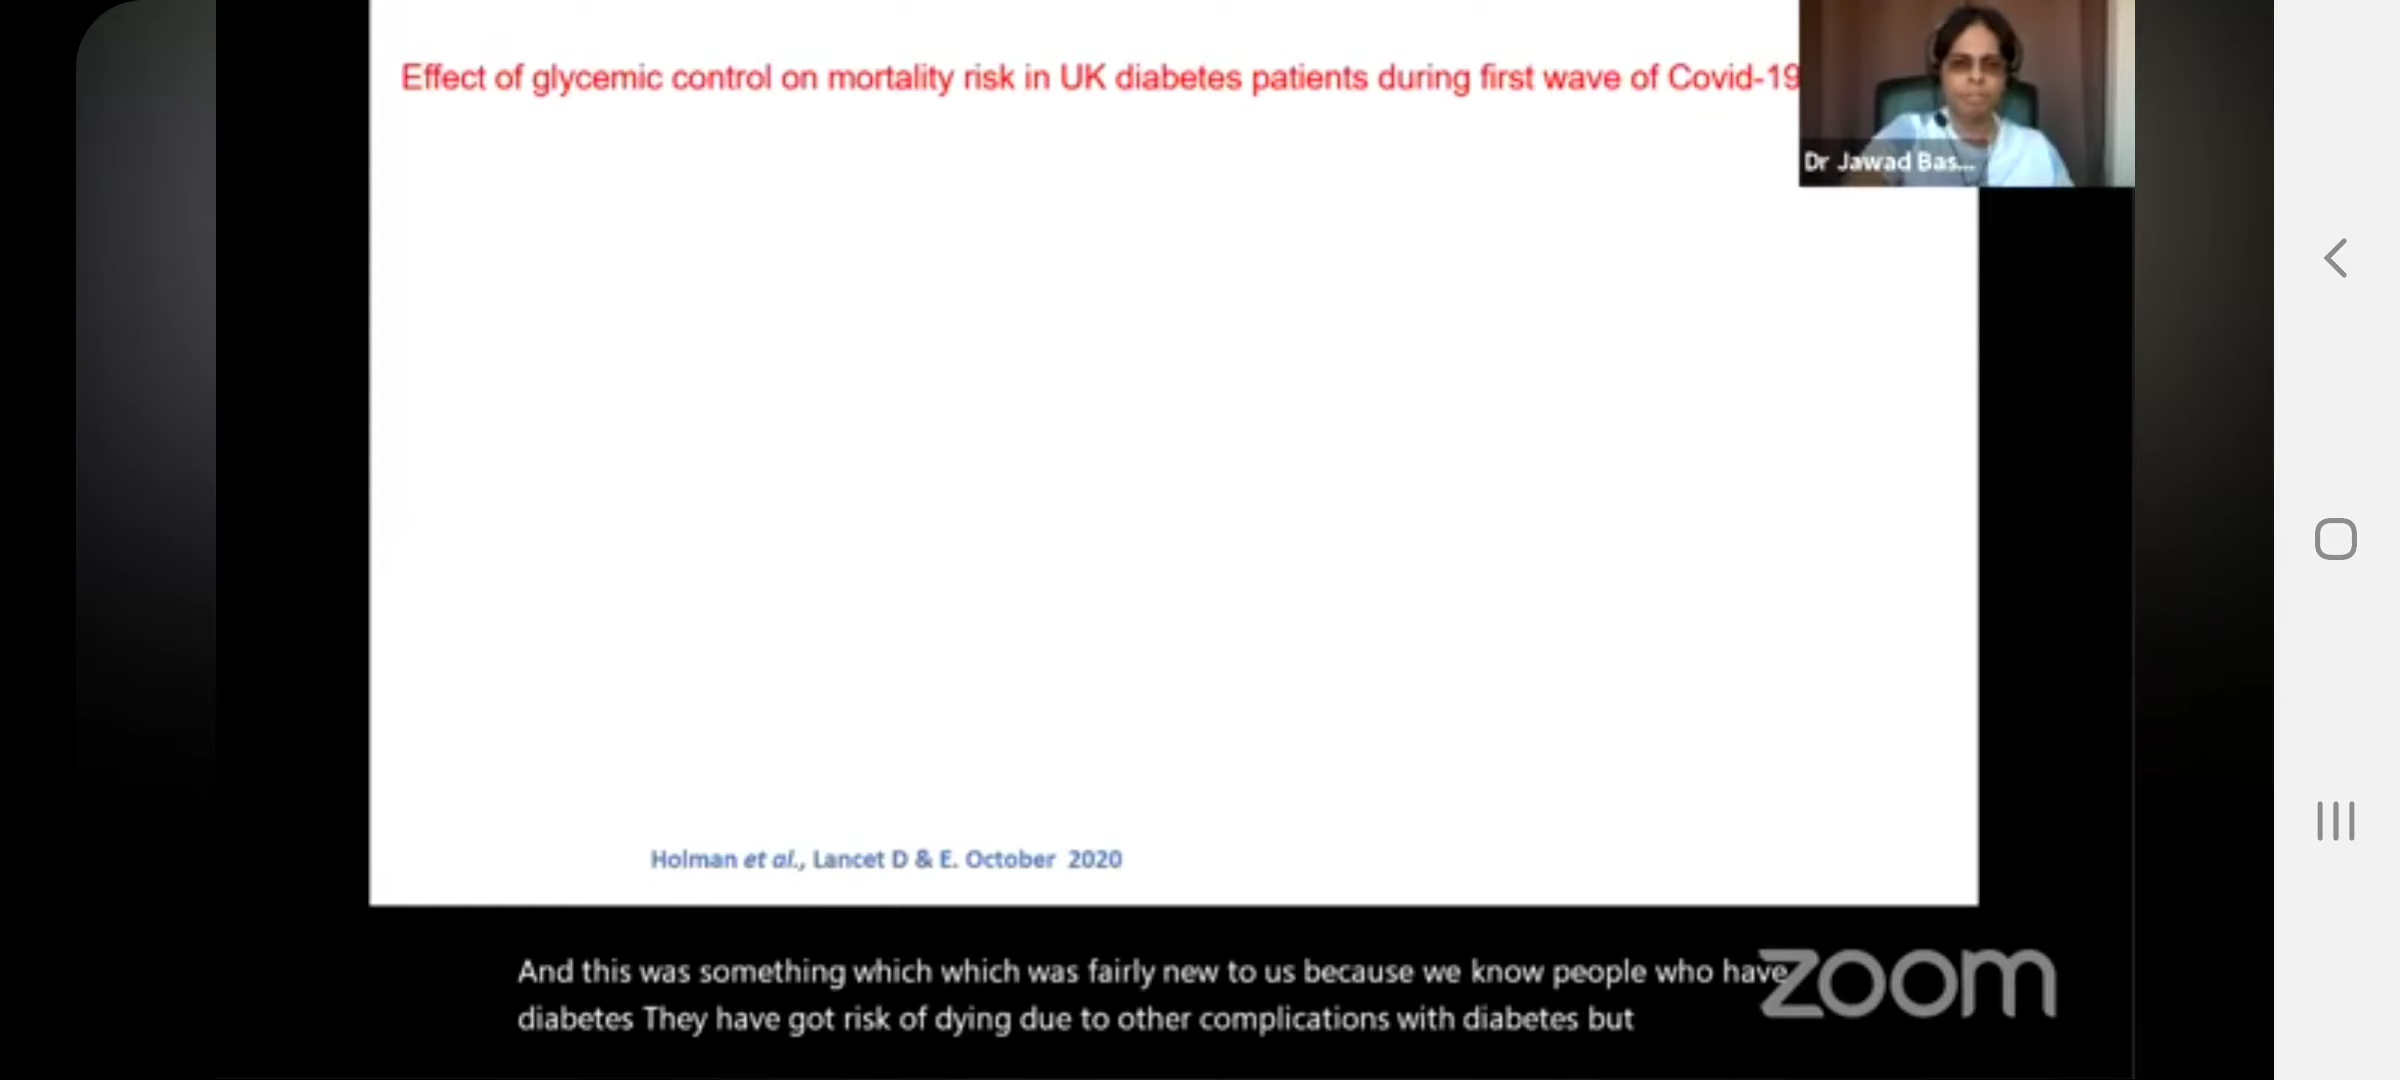 Effect of glycemic control on mortality risk in UK diabetes patients during first wave of Covid-19
Dr Jawad Bas...
Holman et al., Lancet D & E. October 2020
And this was something which which was fairly new to us because we know people who have
diabetes They have got risk of dying due to other complications with diabetes but
zoom